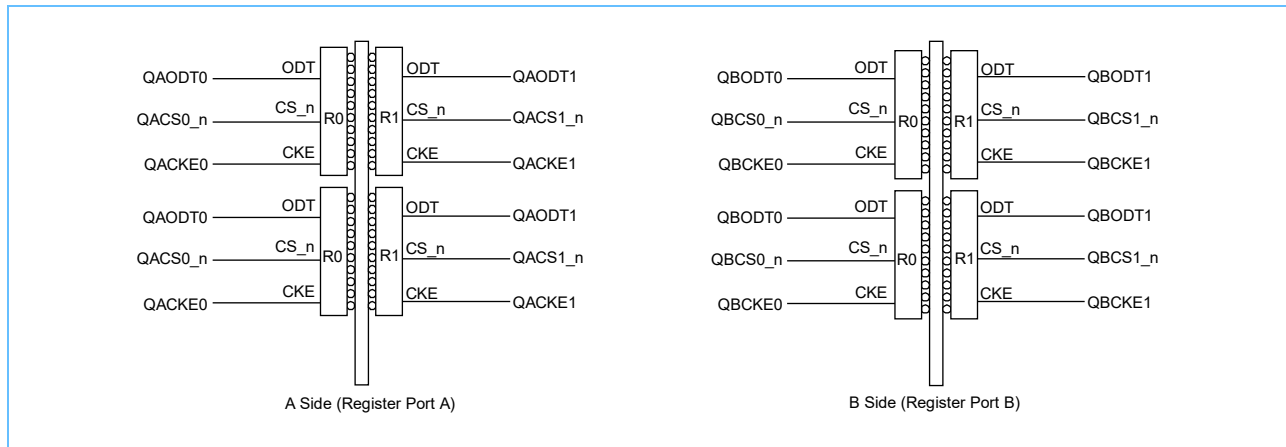 QAODT0 ODT ODT QAODT1
QACS0_n CS_n R0 R1 CS_n QACS1_n
QACKE0 CKE CKE QACKE1
QAODT0 ODT ODT QAODT1
QACS0_n CS_n R0 R1 CS_n QACS1_n
QACKE0 CKE CKE QACKE1
A Side (Register Port A)
QBODT0 ODT ODT QBODT1
QBCS0_n CS_n R0 R1 CS_n QBCS1_n
QBCKE0 CKE CKE QBCKE1
QBODT0 ODT ODT QBODT1
QBCS0_n CS_n R0 R1 CS_n QBCS1_n
QBCKE0 CKE CKE QBCKE1
B Side (Register Port B)